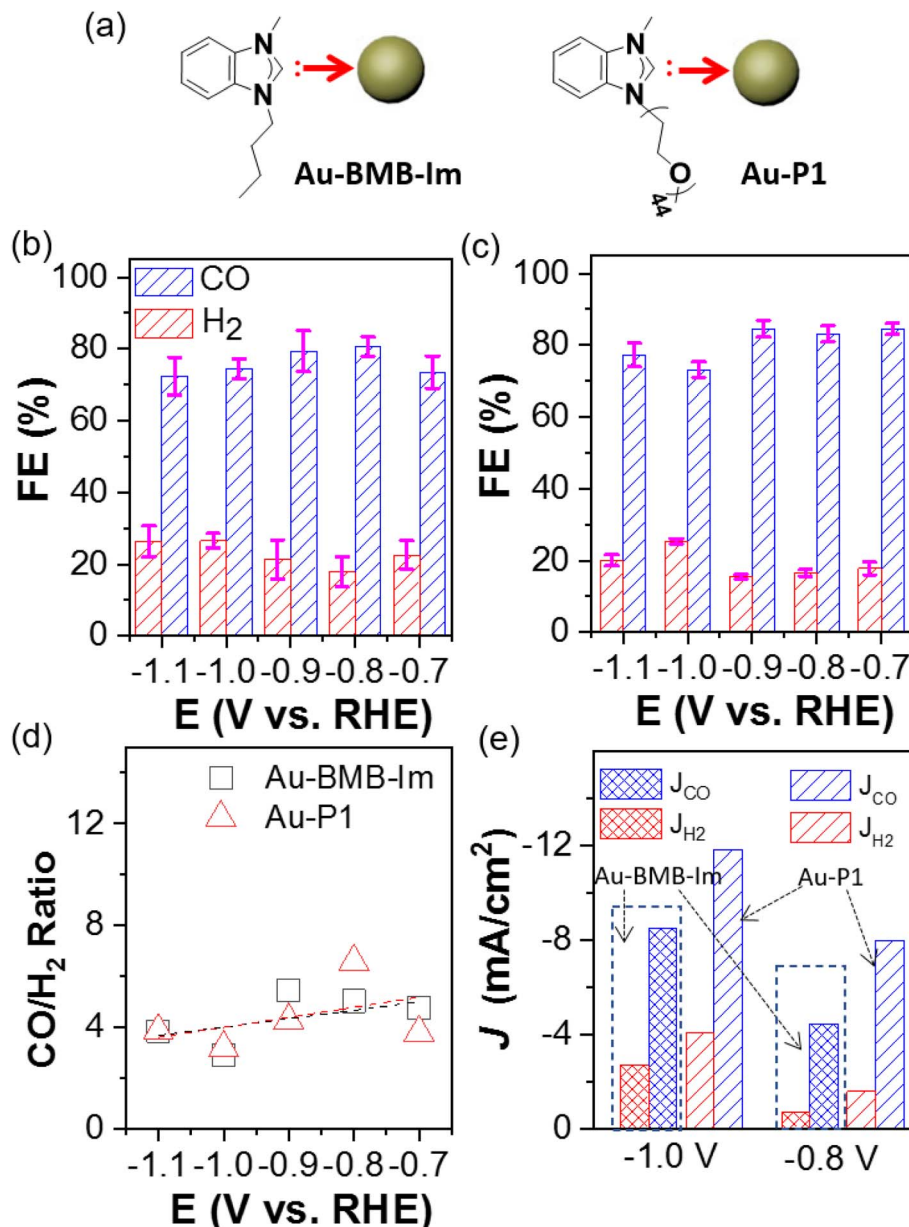 (a)
N
N
Au-BMB-Im
N
N
O
44
Au-P1
(b)
FE (%)
100
80
60
40
20
0
CO
H2
-1.1 -1.0 -0.9 -0.8 -0.7
E (V vs. RHE)
(c)
FE (%)
100
80
60
40
20
0
-1.1 -1.0 -0.9 -0.8 -0.7
E (V vs. RHE)
(d)
CO/H2 Ratio
12
8
4
0
Au-BMB-Im
Au-P1
-1.1 -1.0 -0.9 -0.8 -0.7
E (V vs. RHE)
(e)
J (mA/cm²)
-12
-8
-4
0
JCO
JH2
JCO
JH2
Au-BMB-Im
Au-P1
-1.0 V
-0.8 V